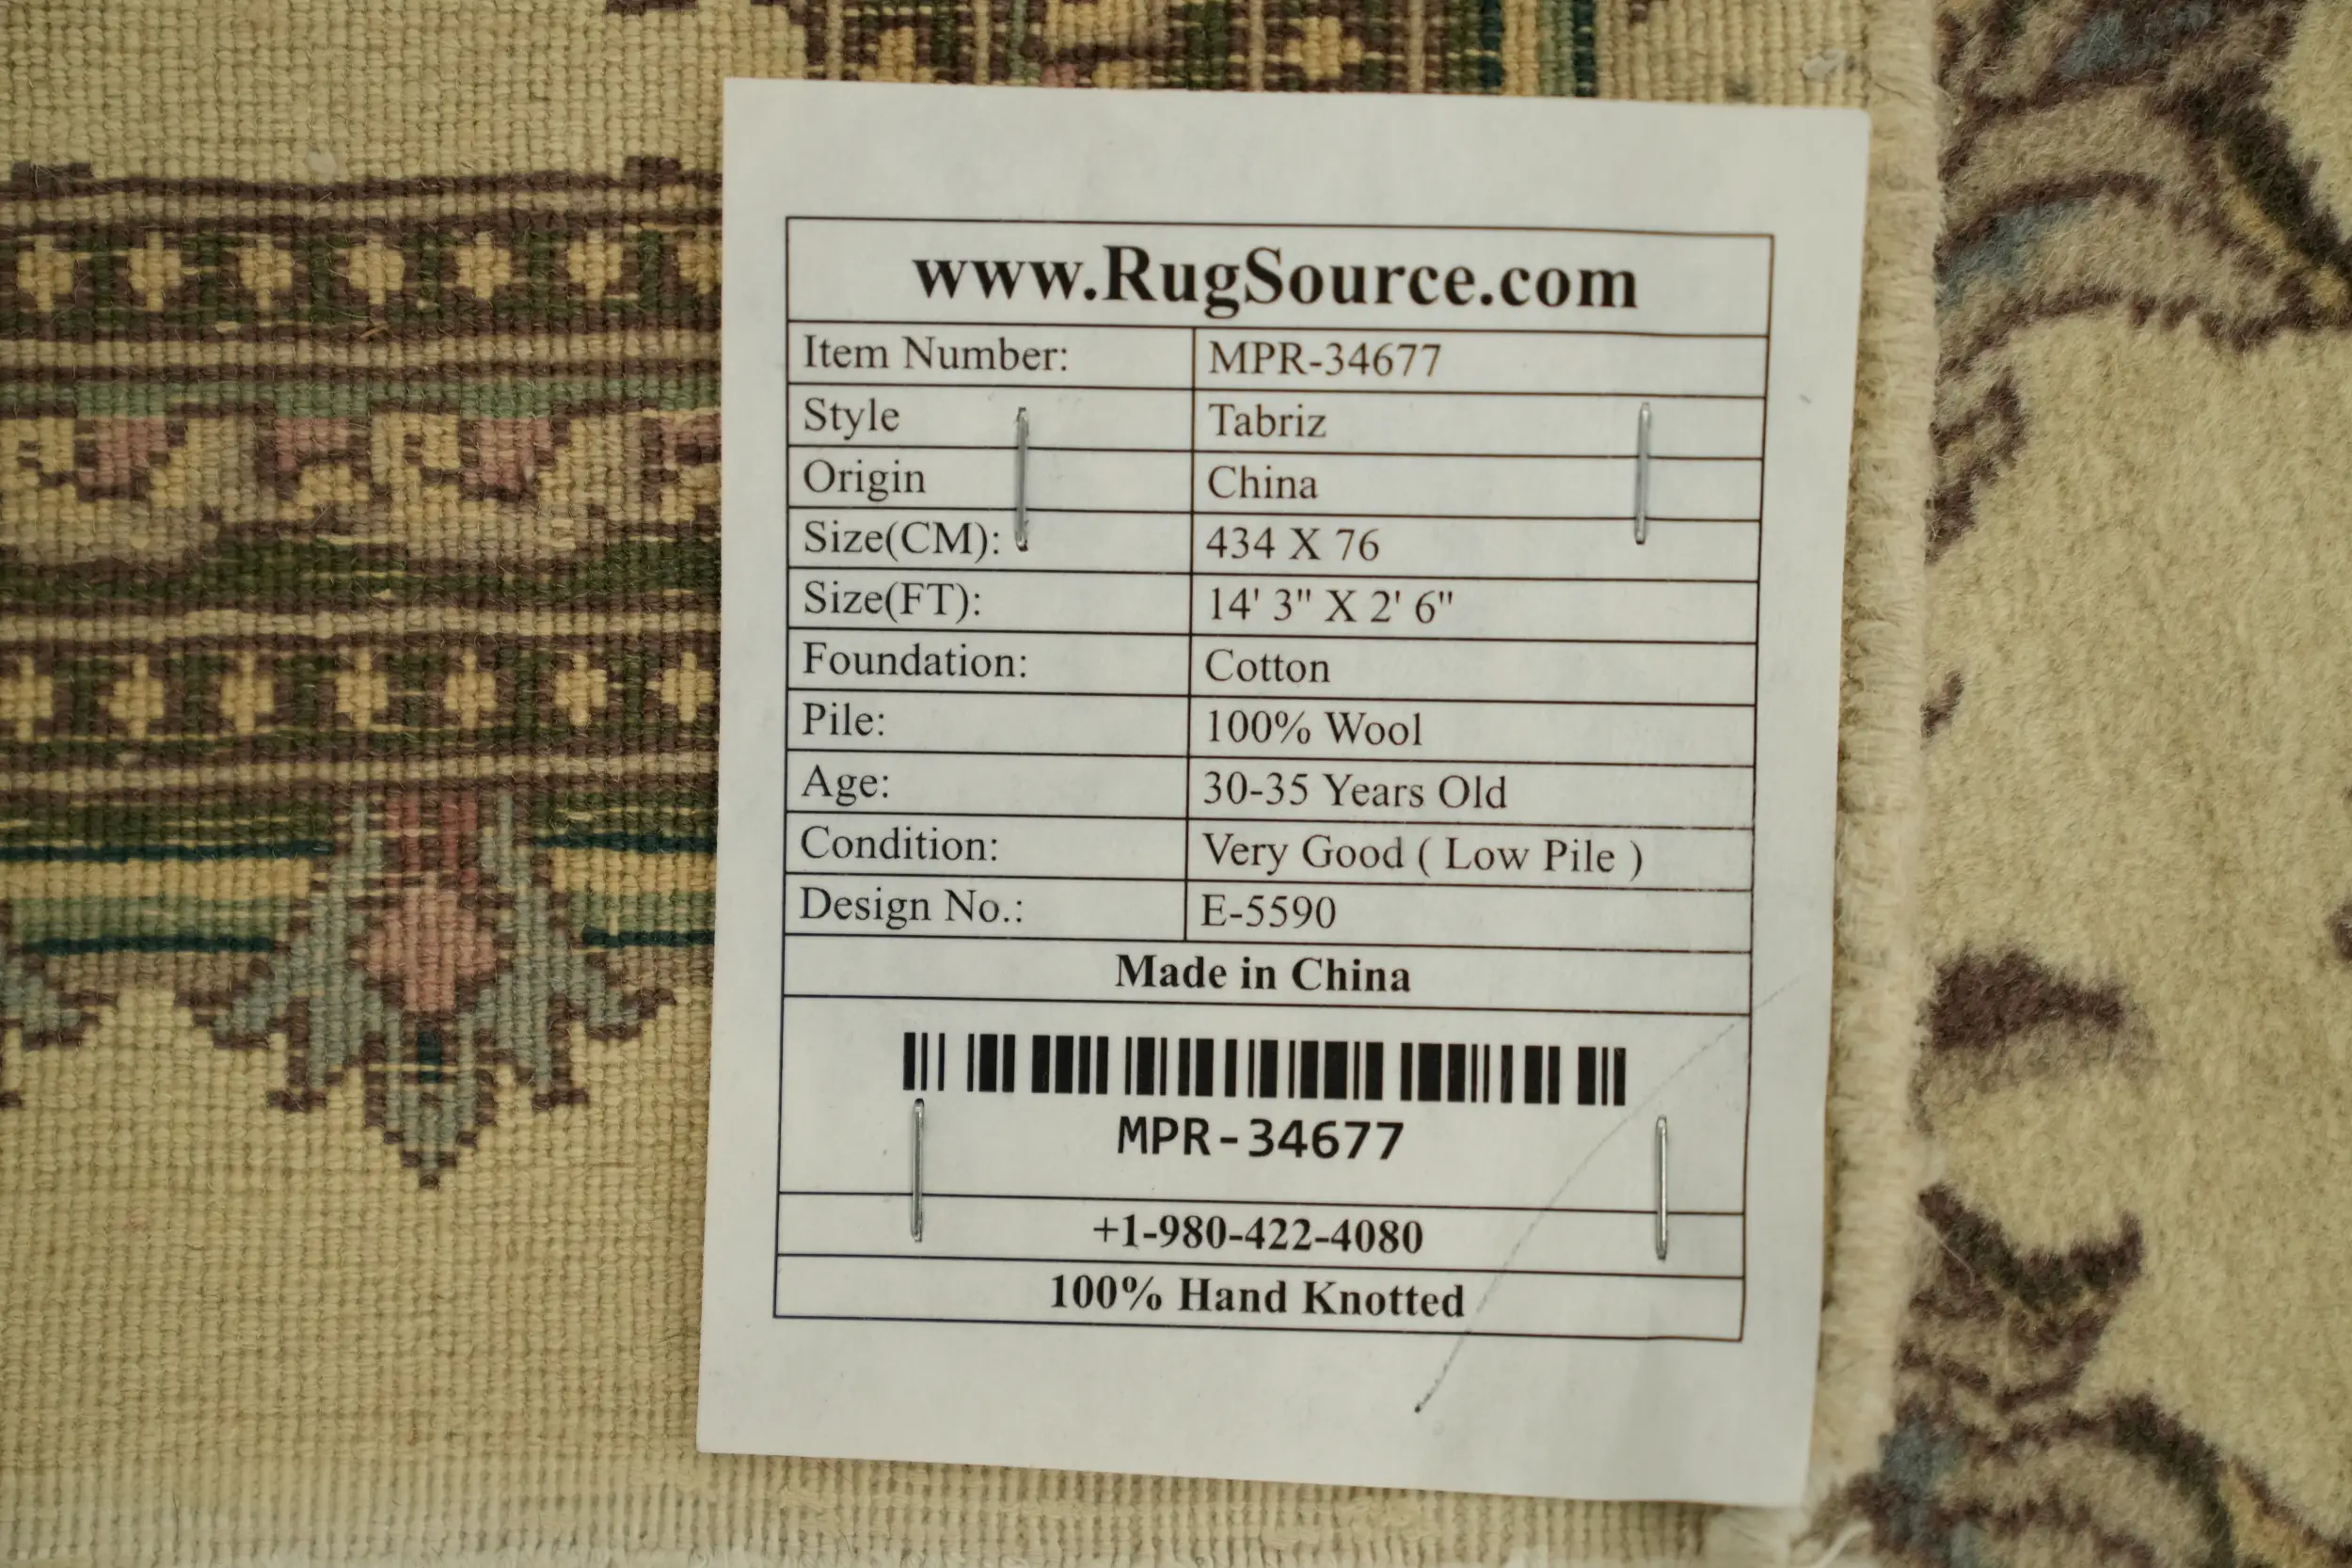 www.RugSource.com
Item Number: MPR-34677
Style Tabriz
Origin China
Size(CM): 434 X 76
Size(FT): 14' 3" X 2' 6"
Foundation: Cotton
Pile: 100% Wool
Age: 30-35 Years Old
Condition: Very Good ( Low Pile )
Design No.: E-5590
Made in China
MPR-34677
+1-980-422-4080
100% Hand Knotted